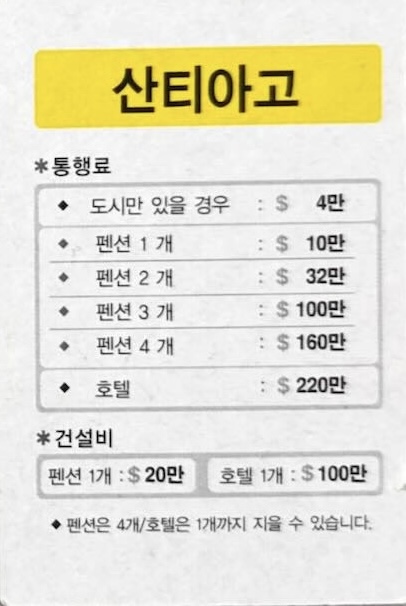 산티아고
*통행료
◆ 도시만 있을 경우 : $ 4만
◆ 펜션 1 개 : $ 10만
◆ 펜션 2 개 : $ 32만
◆ 펜션 3 개 : $ 100만
◆ 펜션 4 개 : $ 160만
◆ 호텔 : $ 220만
*건설비
펜션 1개 : $ 20만 호텔 1개 : $ 100만
◆ 펜션은 4개/호텔은 1개까지 지을 수 있습니다.